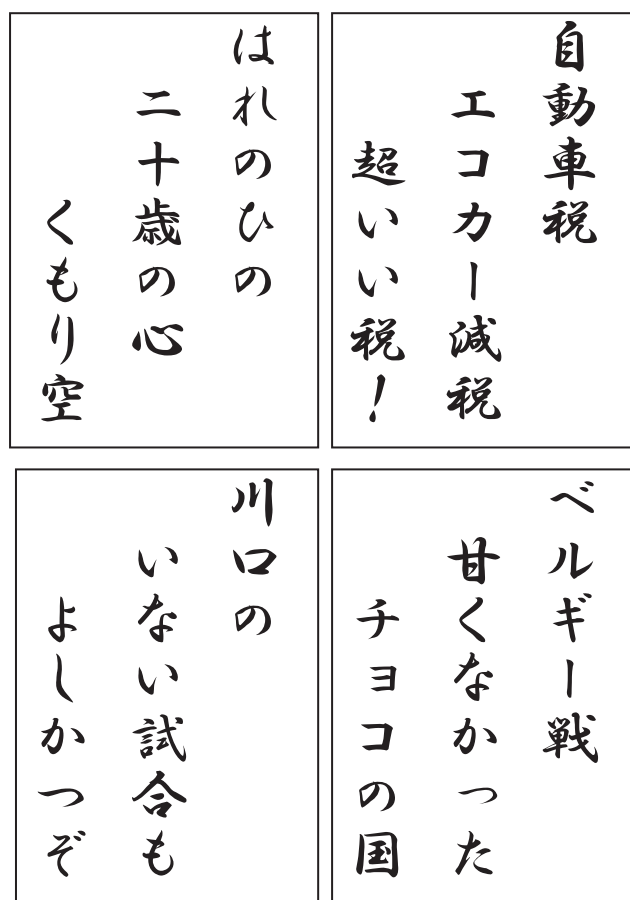 自動車税
エコカー減税
超いい税！
はれのひの
二十歳の心
くもり空
ベルギー戦
甘くなかった
チョコの国
川口の
いない試合も
よしかつぞ